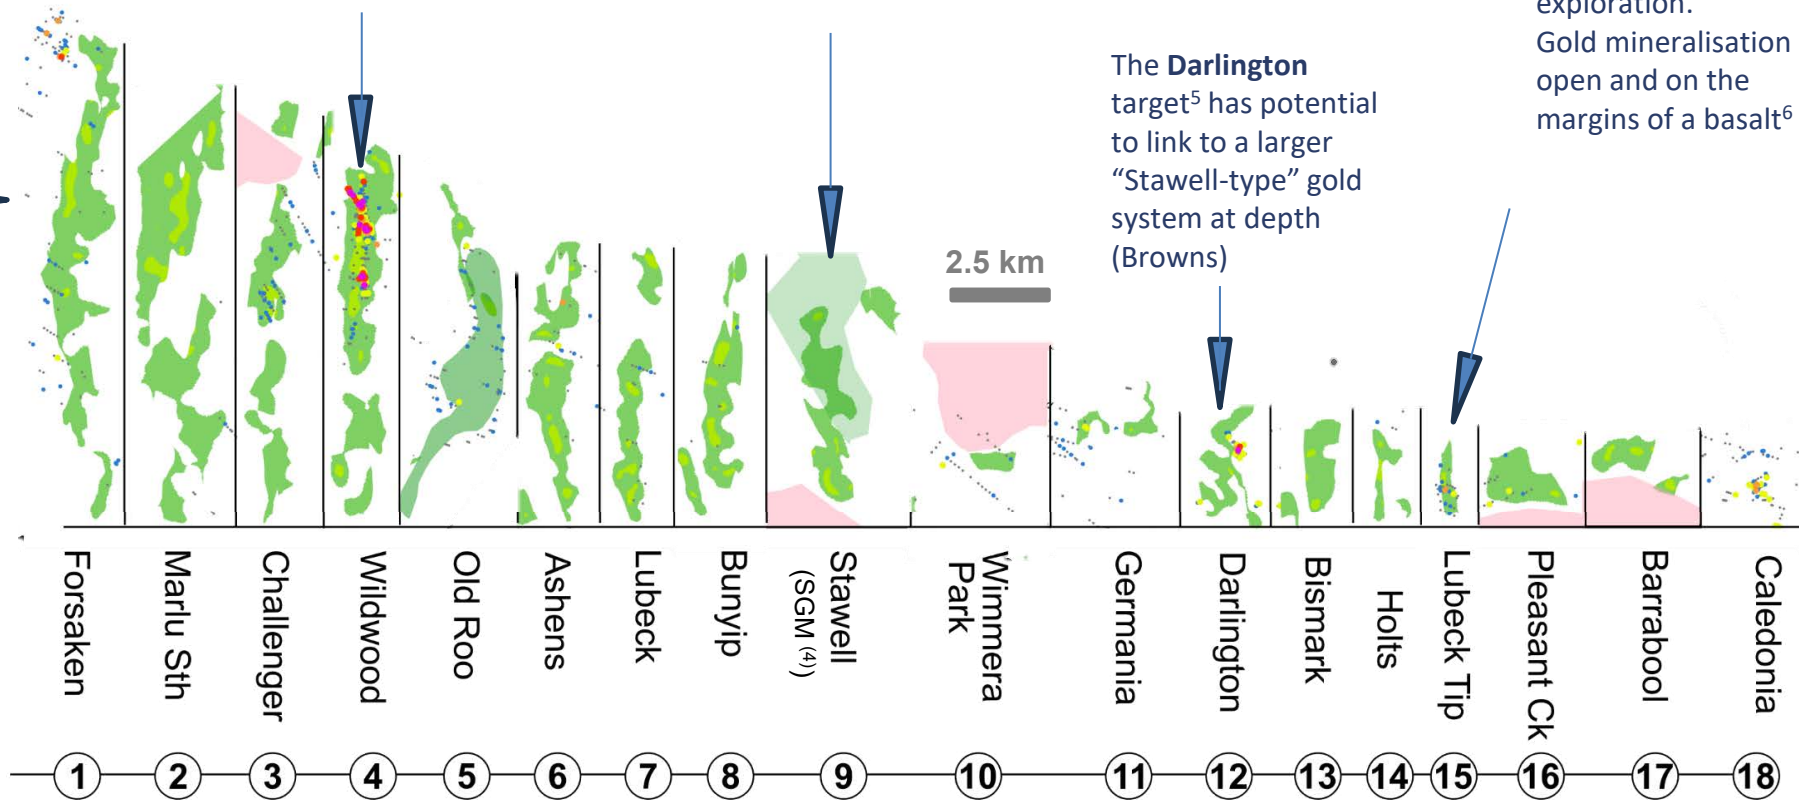 exploration.
Gold mineralisation
open and on the
margins of a basalt6
The Darlington
target5 has potential
to link to a larger
“Stawell-type” gold
system at depth
(Browns)
2.5 km
Forsaken
Marlu Sth
Challenger
Wildwood
Old Roo
Ashens
Lubeck
Bunyip
Stawell
(SGM (4))
Wimmera
Park
Germania
Darlington
Bismark
Holts
Lubeck Tip
Pleasant Ck
Barrabool
Caledonia
1 2 3 4 5 6 7 8 9 10 11 12 13 14 15 16 17 18